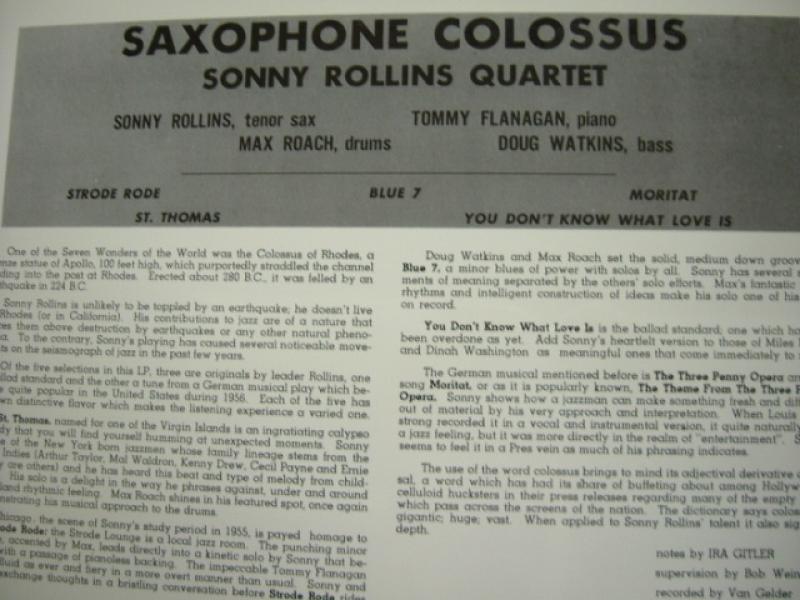 SAXOPHONE COLOSSUS
SONNY ROLLINS QUARTET
SONNY ROLLINS, tenor sax TOMMY FLANAGAN, piano
MAX ROACH, drums DOUG WATKINS, bass
STRODE RODE BLUE 7 MORITAT
ST. THOMAS YOU DON'T KNOW WHAT LOVE IS
One of the Seven Wonders of the World was the Colossus of Rhodes, a
nze statue of Apollo, 100 feet high, which purportedly straddled the channel
ding into the post at Rhodes. Erected about 280 B.C., it was felled by an
thquake in 224 B.C.
Sonny Rollins is unlikely to be toppled by an earthquake; he doesn't live
Rhodes (or in California). His contributions to jazz are of a nature that
es them above destruction by earthquakes or any other natural pheno-
a. To the contrary, Sonny's playing has caused several noticeable move-
ts on the seismograph of jazz in the past few years.
Of the five selections in this LP, three are originals by leader Rollins, one
llad standard and the other a tune from a German musical play which be-
e quite popular in the United States during 1956. Each of the five has
wn distinctive flavor which makes the listening experience a varied one.
St. Thomas, named for one of the Virgin Islands is an ingratiating calypso
dy that you will find yourself humming at unexpected moments. Sonny
e of the New York born jazzmen whose family lineage stems from the
Indies (Arthur Taylor, Mal Waldron, Kenny Drew, Cecil Payne and Ernie
y are others) and he has heard this beat and type of melody from child-
His solo is a delight in the way he phrases against, under and around
land rhythmic feeling. Max Roach shines in his featured spot, once again
nstrating his musical approach to the drums.
hicago, the scene of Sonny's study period in 1955, is payed homage to
ode Rode; the Strode Lounge is a local jazz room. The punching minor
, accented by Max, leads directly into a kinetic solo by Sonny that be-
with a passage of pianoless backing. The impeccable Tommy Flanagan
fluid as ever and fiery in a more overt manner than usual. Sonny and
exchange thoughts in a bristling conversation before Strode Rode rides
Doug Watkins and Max Roach set the solid, medium down groov
Blue 7, a minor blues of power with solos by all. Sonny has several s
ments of meaning separated by the others' solo efforts. Max's fantastic
rhythms and intelligent construction of ideas make his solo one of his
on record.
You Don't Know What Love Is is the ballad standard; one which ha
been overdone as yet. Add Sonny's heartfelt version to those of Miles
and Dinah Washington as meaningful ones that come immediately to
The German musical mentioned before is The Three Penny Opera an
song Moritat, or as it is popularly known, The Theme From The Three
Opera. Sonny shows how a jazzman can make something fresh and diff
out of material by his very approach and interpretation. When Louis
strong recorded it in a vocal and instrumental version, it quite naturally
a jazz feeling, but it was more directly in the realm of "entertainment". S
seems to feel it in a Pres vein as much of his phrasing indicates.
The use of the word colossus brings to mind its adjectival derivative
sal, a word which has had its share of buffeting about among Hollyw
celluloid hucksters in their press releases regarding many of the empty
which pass across the screens of the nation. The dictionary says colos
gigantic; huge; vast. When applied to Sonny Rollins' talent it also sig
depth.
notes by IRA GITLER
supervision by Bob Wein
recorded by Van Gelder